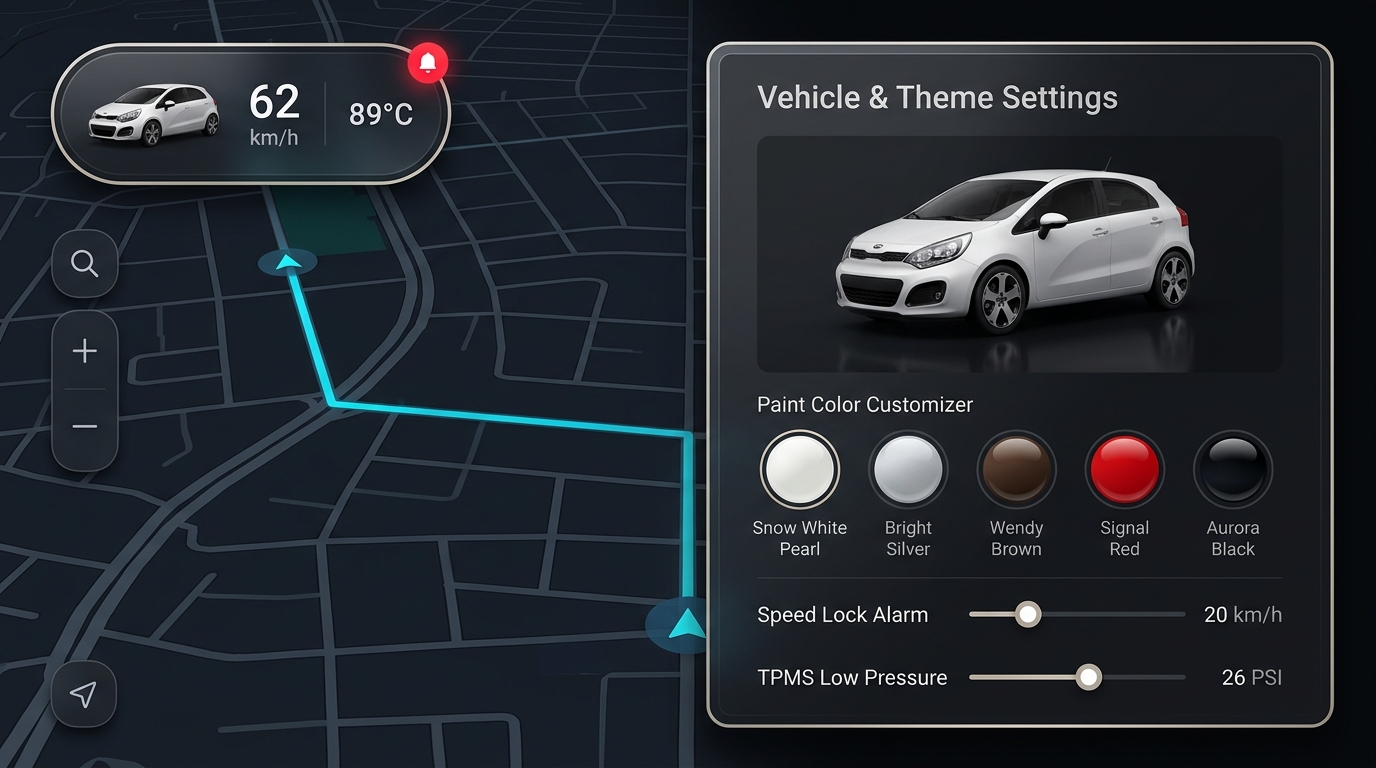 62
km/h
89°C
Vehicle & Theme Settings
Paint Color Customizer
Snow White
Pearl
Bright
Silver
Wendy
Brown
Signal
Red
Aurora
Black
Speed Lock Alarm
20 km/h
TPMS Low Pressure
26 PSI